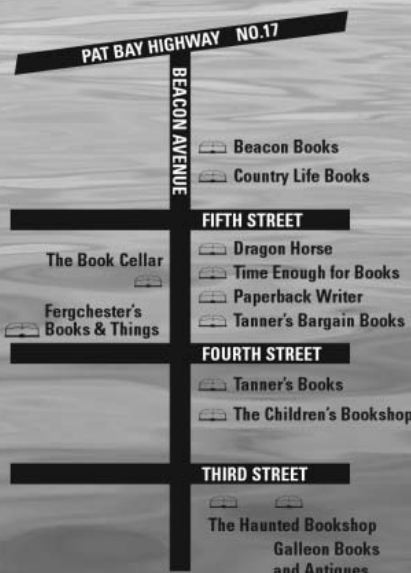 PAT BAY HIGHWAY NO.17
BEACON AVENUE
Beacon Books
Country Life Books
FIFTH STREET
The Book Cellar
Fergchester's
Books & Things
Dragon Horse
Time Enough for Books
Paperback Writer
Tanner's Bargain Books
FOURTH STREET
Tanner's Books
The Children's Bookshop
THIRD STREET
The Haunted Bookshop
Galleon Books
and Antiques